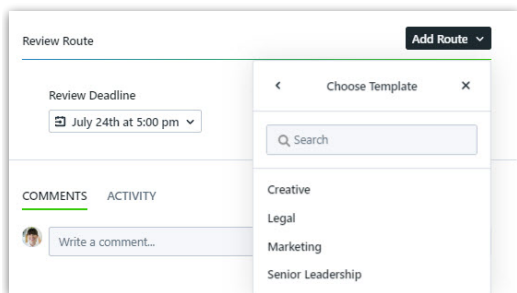 Review Route
Add Route
Review Deadline
July 24th at 5:00 pm
Choose Template
Search
Creative
Legal
Marketing
Senior Leadership
COMMENTS ACTIVITY
Write a comment...